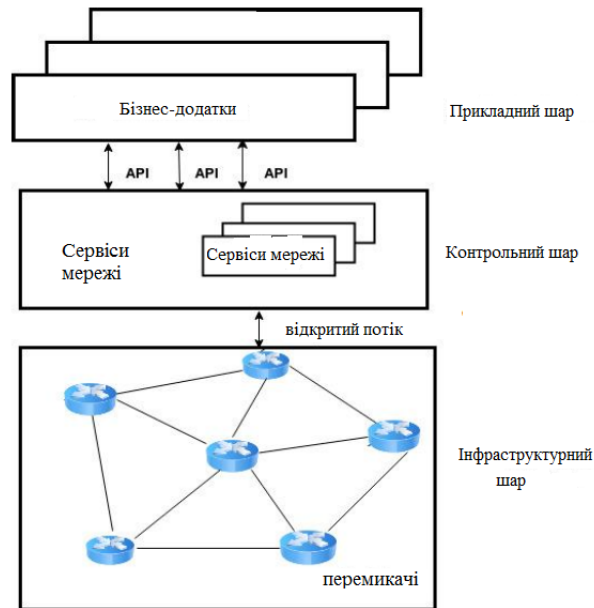 Бізнес-додатки
Прикладний шар
API API API
Сервіси
мережі
Сервіси мережі
Контрольний шар
відкритий потік
Інфраструктурний
шар
перемикачі